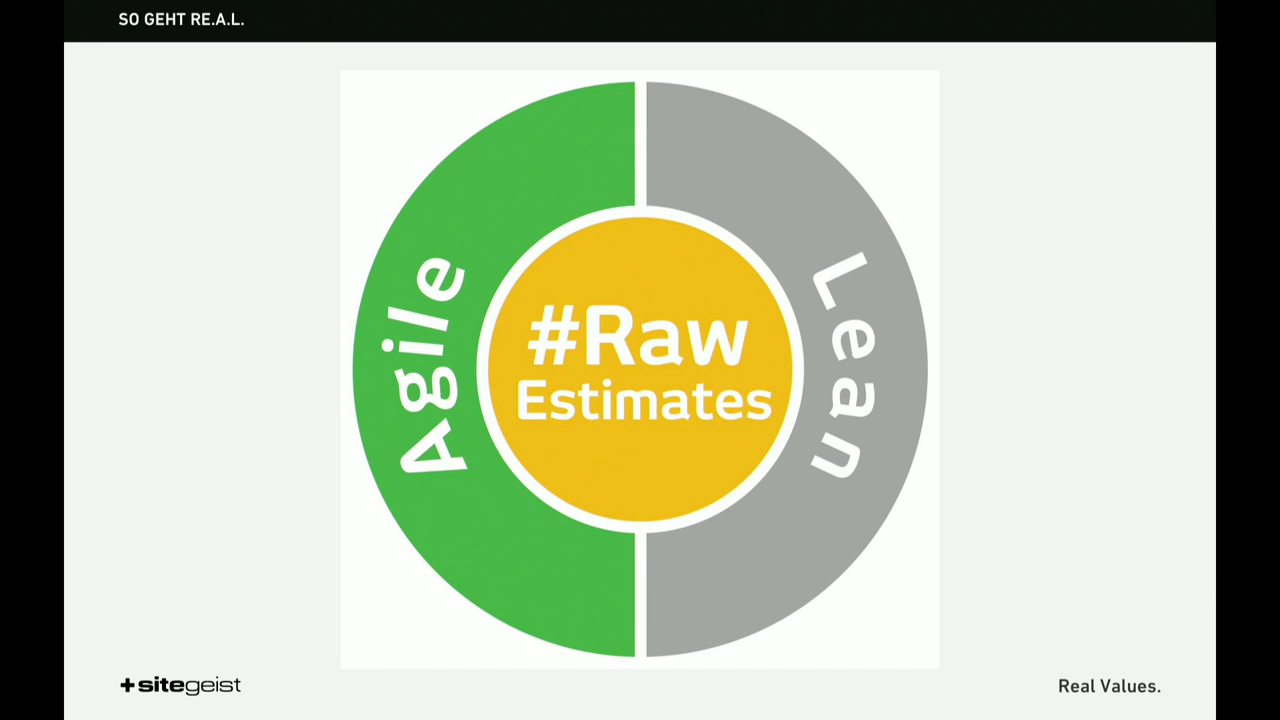 SO GEHT RE.A.L.
Agile
#Raw
Estimates
Lean
+sitegeist
Real Values.